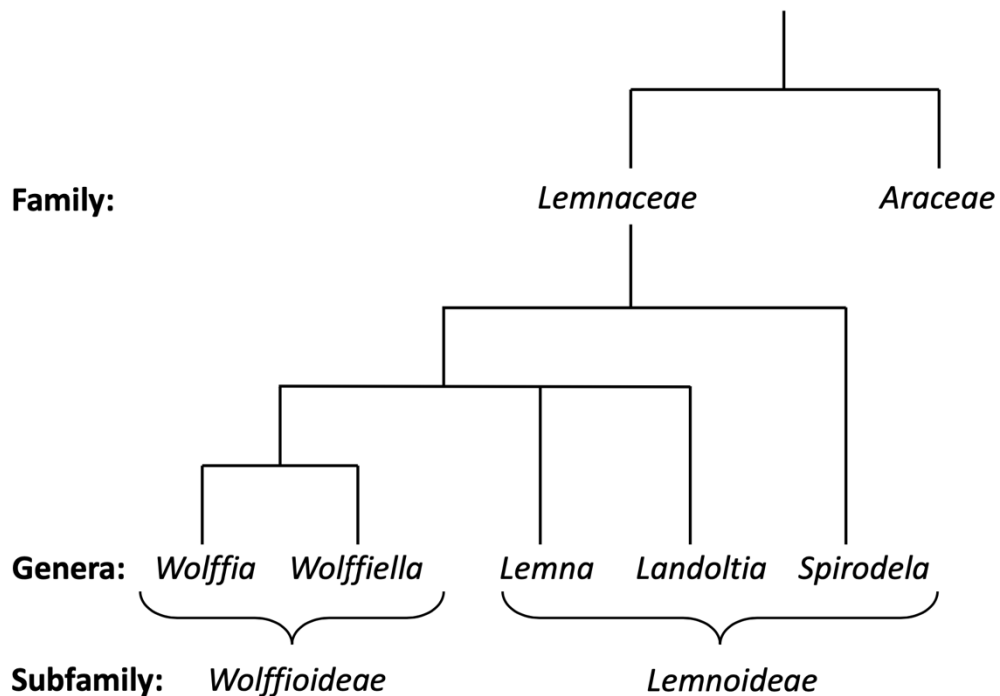 Family: Lemnaceae Araceae
Genera: Wolffia Wolffiella Lemna Landoltia Spirodela
Subfamily: Wolffioideae Lemnoideae